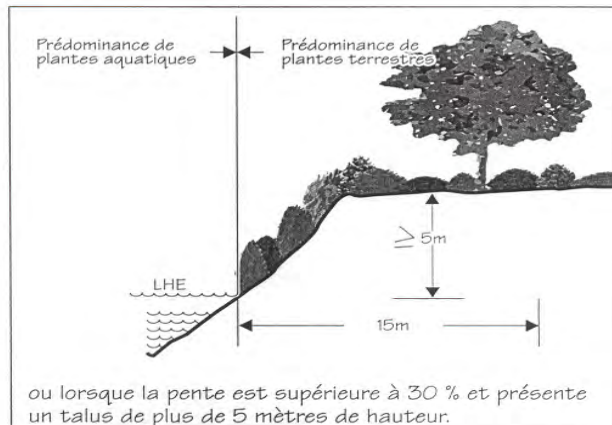 Prédominance de
plantes aquatiques
Prédominance de
plantes terrestres
≥ 5m
LHE
15m
ou lorsque la pente est supérieure à 30 % et présente
un talus de plus de 5 mètres de hauteur.